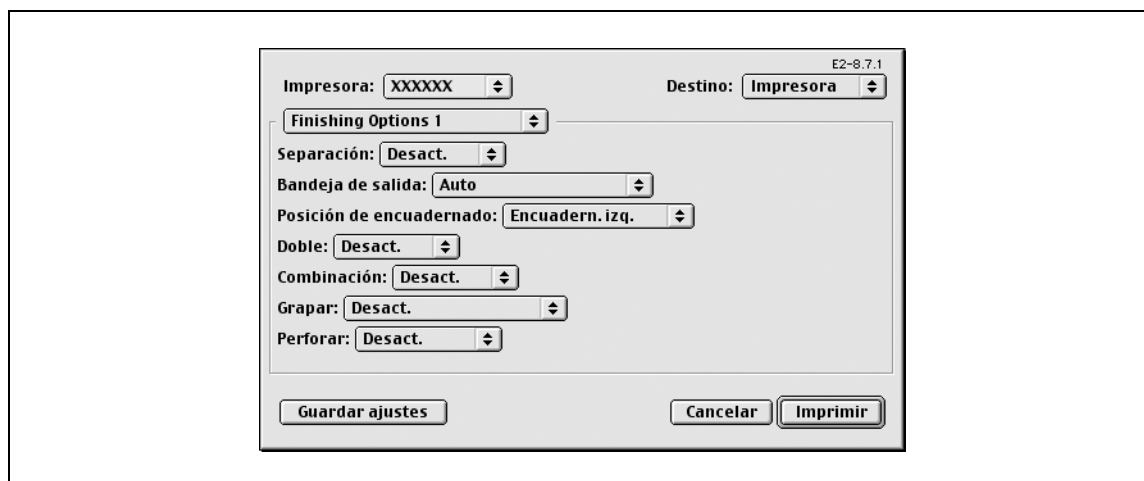 E2-8.7.1
Impresora: XXXXXX Destino: Impresora
Finishing Options 1
Separación: Desact.
Bandeja de salida: Auto
Posición de encuadernado: Encuadern. izq.
Doble: Desact.
Combinación: Desact.
Grapar: Desact.
Perforar: Desact.
Guardar ajustes Cancelar Imprimir